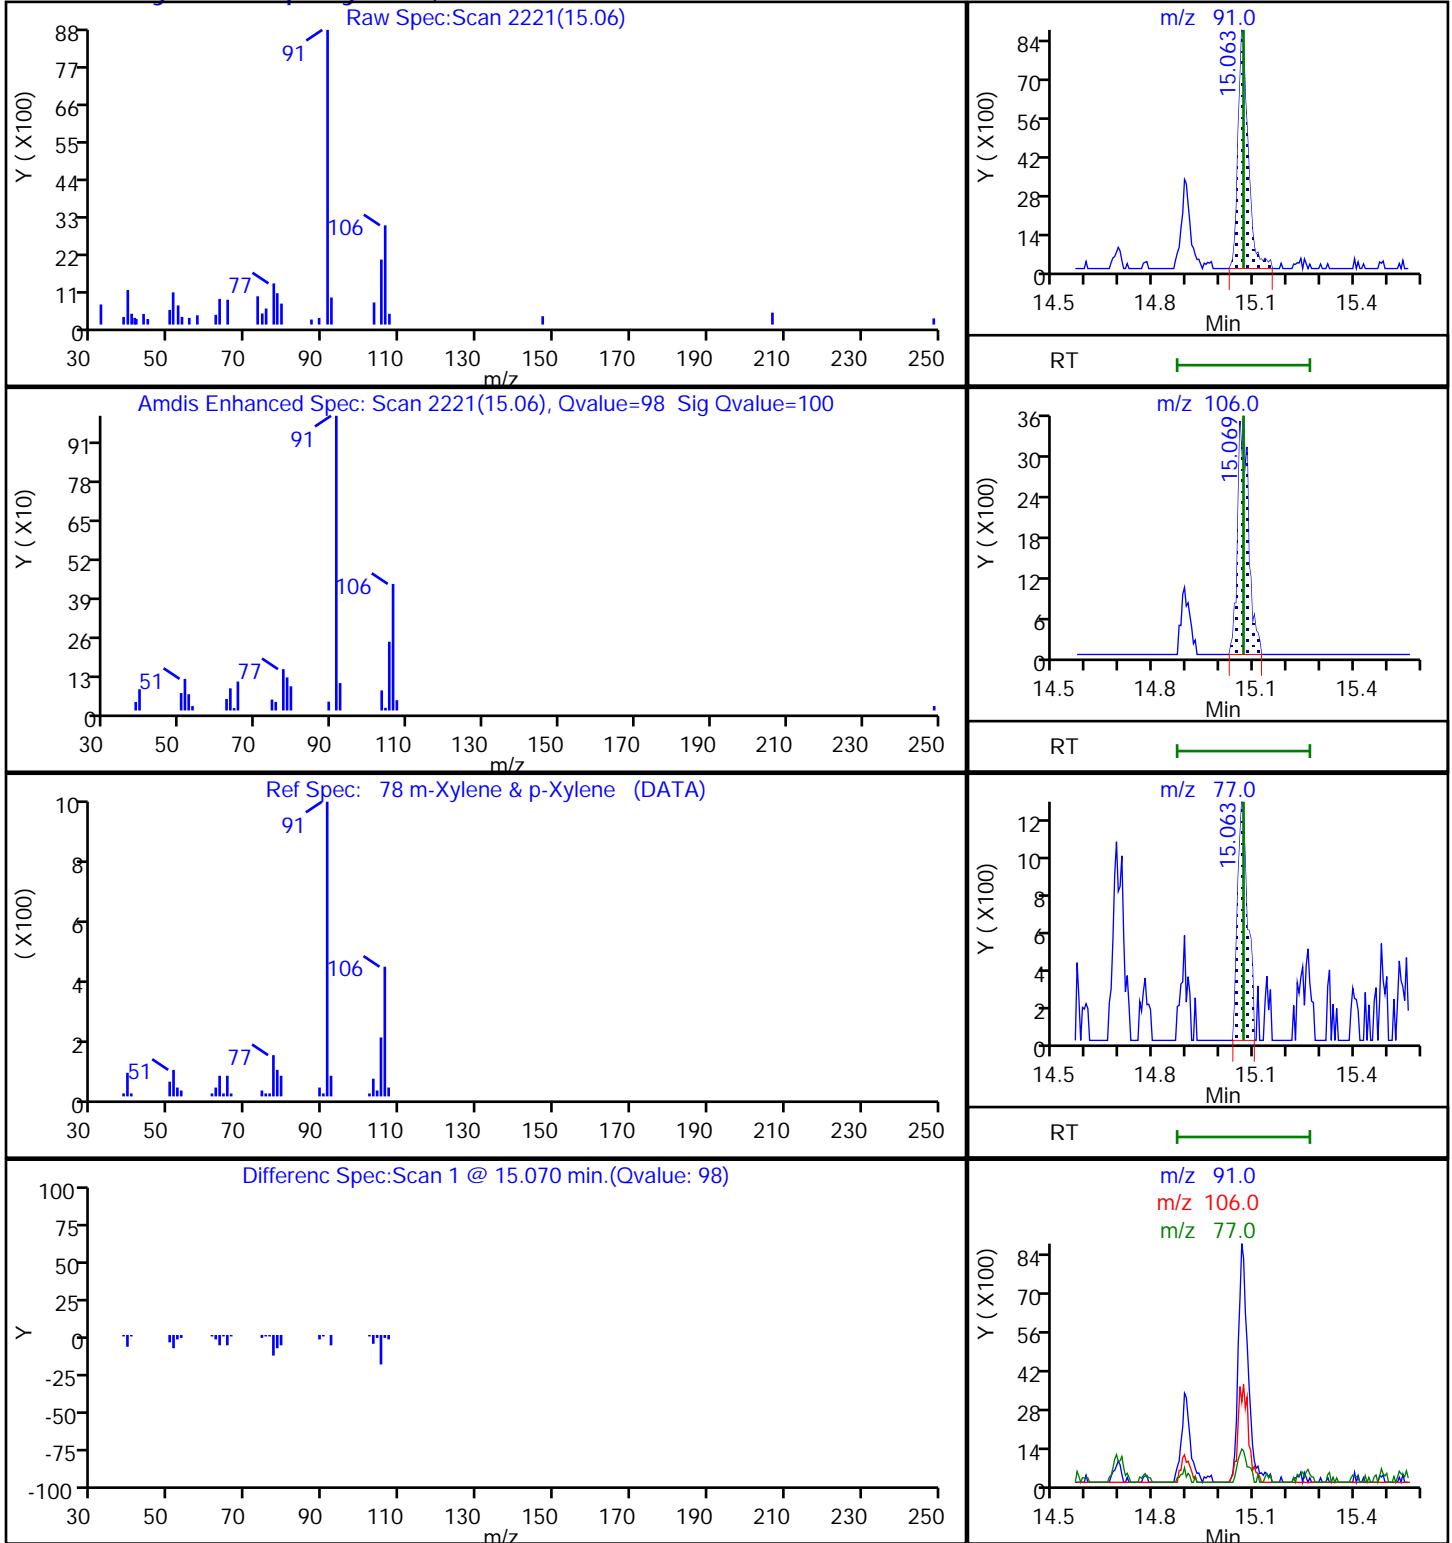 Raw Spec:Scan 2221(15.06)
Y ( X100)
88
77
66
55
44
33
22
11
0
91
106
77
30 50 70 90 110 130 150 170 190 210 230 250
m/z
m/z 91.0
Y ( X100)
84
70
56
42
28
14
0
15.063
14.5 14.8 15.1 15.4
Min
RT
Amdis Enhanced Spec: Scan 2221(15.06), Qvalue=98 Sig Qvalue=100
Y ( X10)
91
78
65
52
39
26
13
0
91
106
77
51
30 50 70 90 110 130 150 170 190 210 230 250
m/z
m/z 106.0
Y ( X100)
36
30
24
18
12
6
0
15.069
14.5 14.8 15.1 15.4
Min
RT
Ref Spec: 78 m-Xylene & p-Xylene (DATA)
( X100)
10
8
6
4
2
0
91
106
77
51
30 50 70 90 110 130 150 170 190 210 230 250
m/z 77.0
Y ( X100)
12
10
8
6
4
2
0
15.063
14.5 14.8 15.1 15.4
Min
RT
Differenc Spec:Scan 1 @ 15.070 min.(Qvalue: 98)
Y
100
75
50
25
0
-25
-50
-75
-100
30 50 70 90 110 130 150 170 190 210 230 250
m/z
m/z 91.0
m/z 106.0
m/z 77.0
Y ( X100)
84
70
56
42
28
14
0
14.5 14.8 15.1 15.4
Min